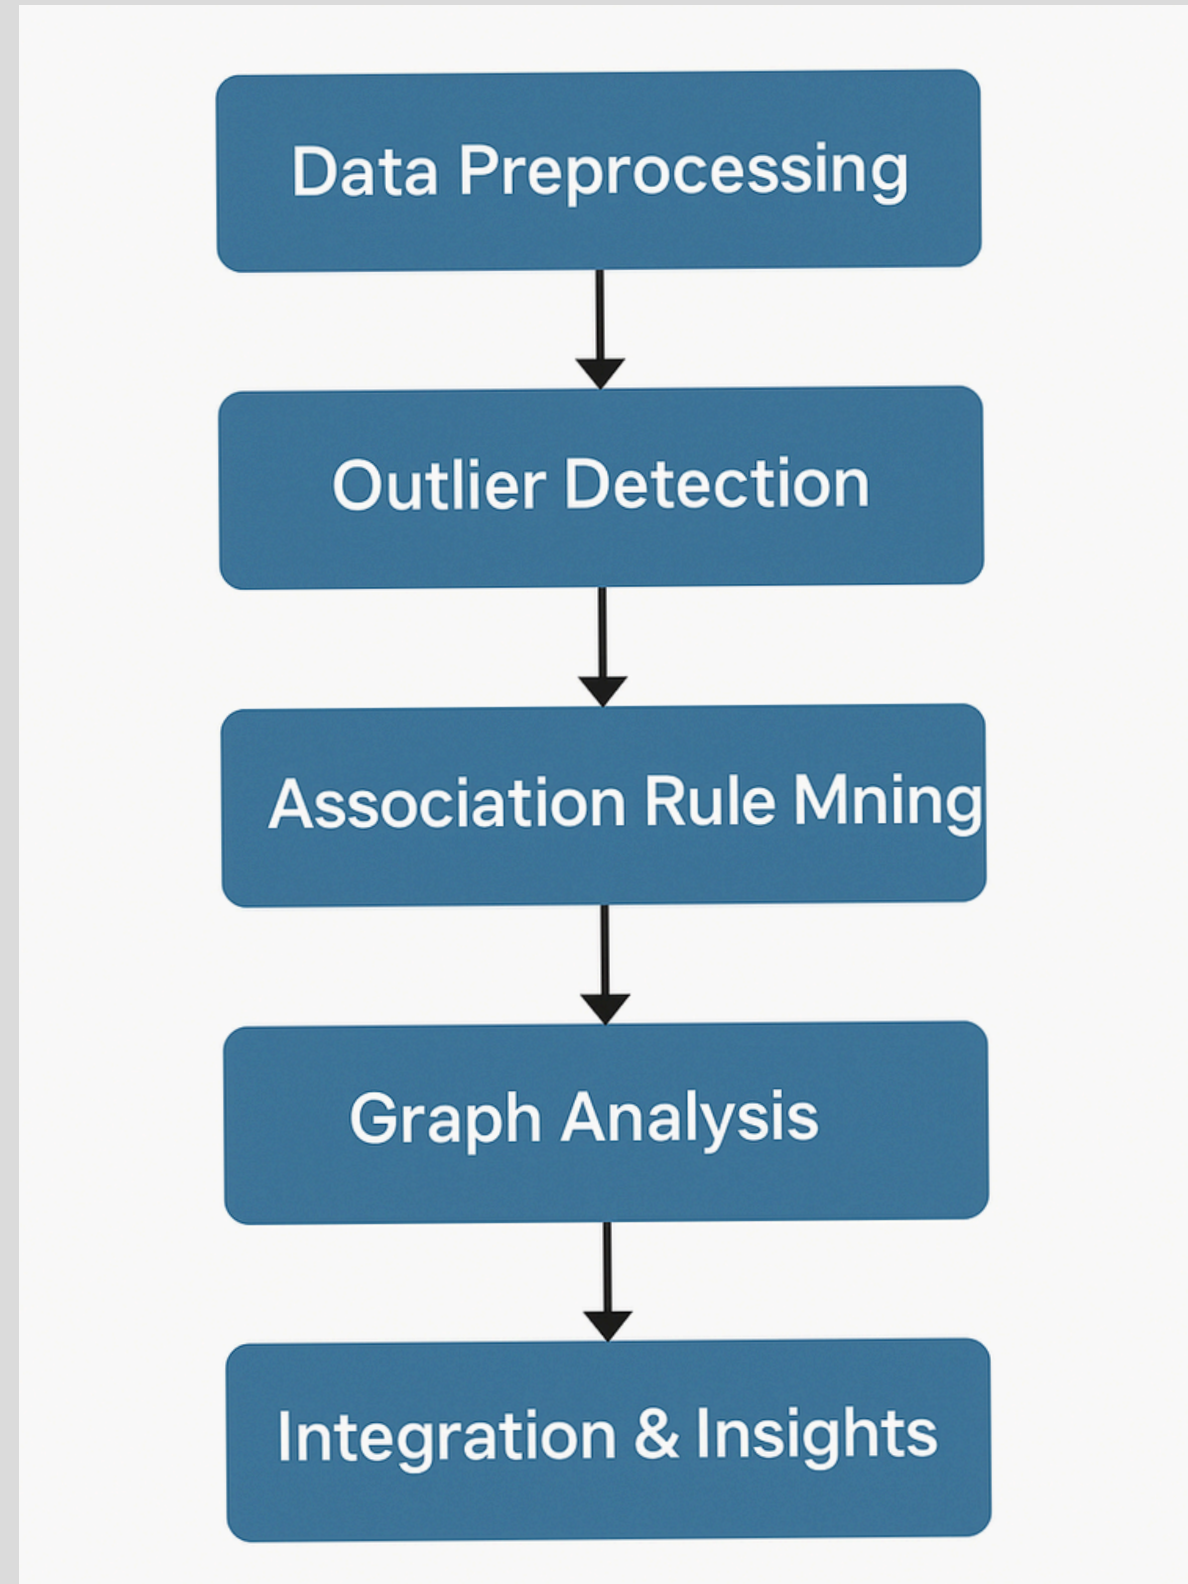 Data Preprocessing
Outlier Detection
Association Rule Mning
Graph Analysis
Integration & Insights